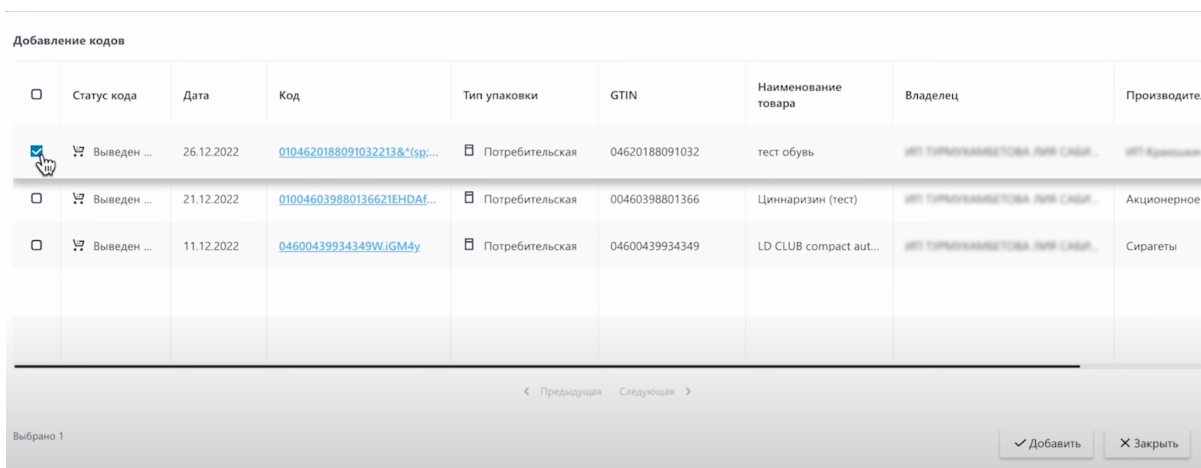 Добавление кодов
Статус кода Дата Код Тип упаковки GTIN Наименование товара Владелец Производите
Выведен ... 26.12.2022 0104620188091032213&*(sp;... Потребительская 04620188091032 тест обувь
Выведен ... 21.12.2022 010046039880136621EHDAf... Потребительская 00460398801366 Циннаризин (тест) Акционерное
Выведен ... 11.12.2022 04600439934349W.iGM4y Потребительская 04600439934349 LD CLUB compact aut... Сирагеты
Предыдущая Следующая
Выбрано 1
Добавить Закрыть